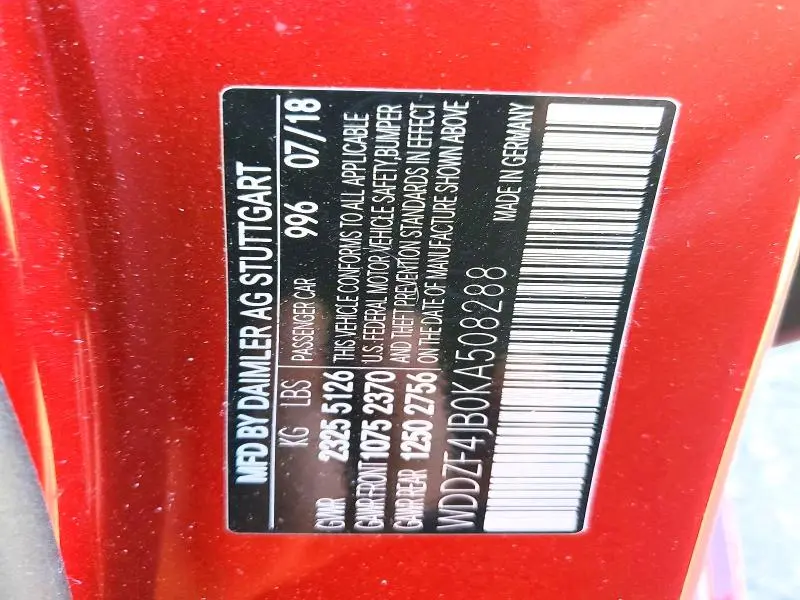 MFD BY DAIMLER AG STUTTGART
KG LBS PASSENGER CAR 996 07/18
GVWR 2325 5126 THIS VEHICLE CONFORMS TO ALL APPLICABLE
GAWR FRONT 1075 2370 U.S. FEDERAL MOTOR VEHICLE SAFETY,BUMPER
GAWR REAR 1250 2756 AND THEFT PREVENTION STANDARDS IN EFFECT
ON THE DATE OF MANUFACTURE SHOWN ABOVE
WDDZF4JB0KA508288 MADE IN GERMANY